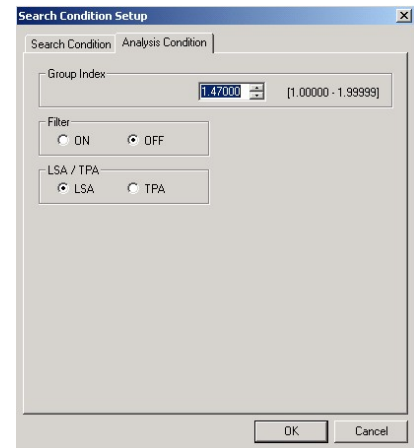 Search Condition Setup
Search Condition Analysis Condition
Group Index
1.47000 [1.00000 - 1.99999]
Filter
ON OFF
LSA / TPA
LSA TPA
OK Cancel